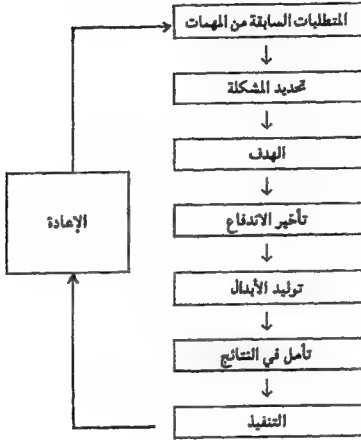 المتطلبات السابقة من المهمات
تحديد المشكلة
الهدف
تأخير الاندفاع
الإعادة
توليد الأبدال
تأمل في النتائج
التنفيذ